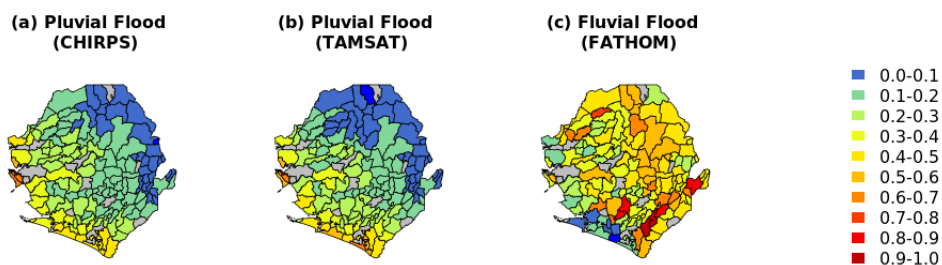 (a) Pluvial Flood
(CHIRPS)
(b) Pluvial Flood
(TAMSAT)
(c) Fluvial Flood
(FATHOM)
0.0-0.1
0.1-0.2
0.2-0.3
0.3-0.4
0.4-0.5
0.5-0.6
0.6-0.7
0.7-0.8
0.8-0.9
0.9-1.0